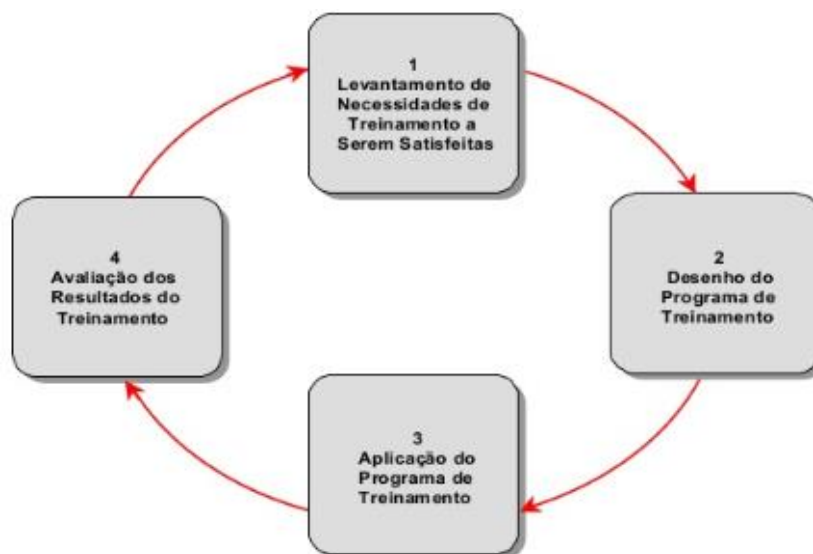 1
Levantamento de
Necessidades de
Treinamento a
Serem Satisfeitas
2
Desenho do
Programa de
Treinamento
3
Aplicação do
Programa de
Treinamento
4
Avaliação dos
Resultados do
Treinamento